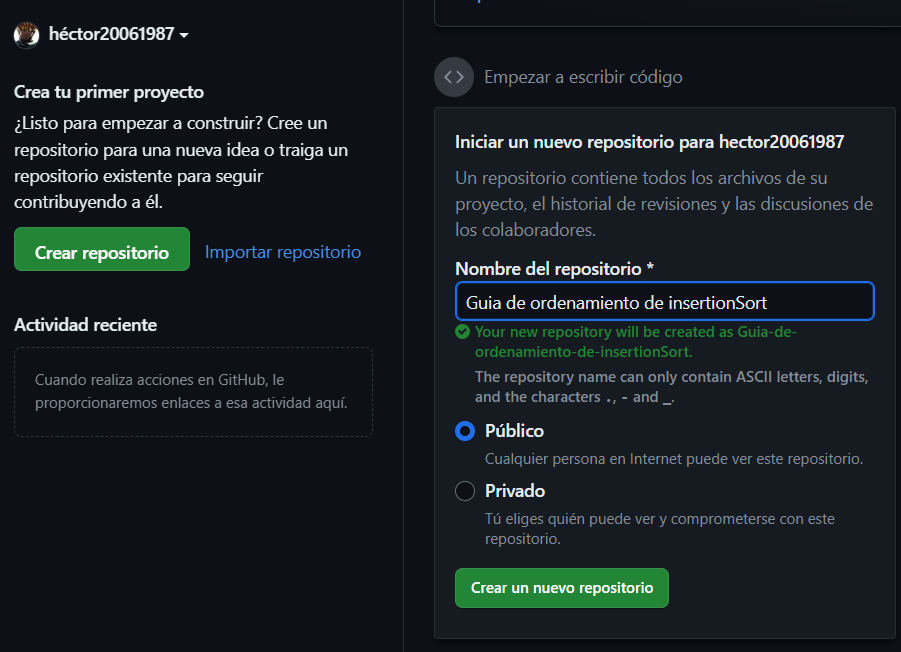 héctor20061987
Crea tu primer proyecto
¿Listo para empezar a construir? Cree un
repositorio para una nueva idea o traiga un
repositorio existente para seguir
contribuyendo a él.
Crear repositorio
Importar repositorio
Actividad reciente
Cuando realiza acciones en GitHub, le
proporcionaremos enlaces a esa actividad aquí.
<> Empezar a escribir código
Iniciar un nuevo repositorio para hector20061987
Un repositorio contiene todos los archivos de su
proyecto, el historial de revisiones y las discusiones de
los colaboradores.
Nombre del repositorio *
Guia de ordenamiento de insertionSort
Your new repository will be created as Guia-de-
ordenamiento-de-insertionSort.
The repository name can only contain ASCII letters, digits,
and the characters ., - and _.
Público
Cualquier persona en Internet puede ver este repositorio.
Privado
Tú eliges quién puede ver y comprometerse con este
repositorio.
Crear un nuevo repositorio